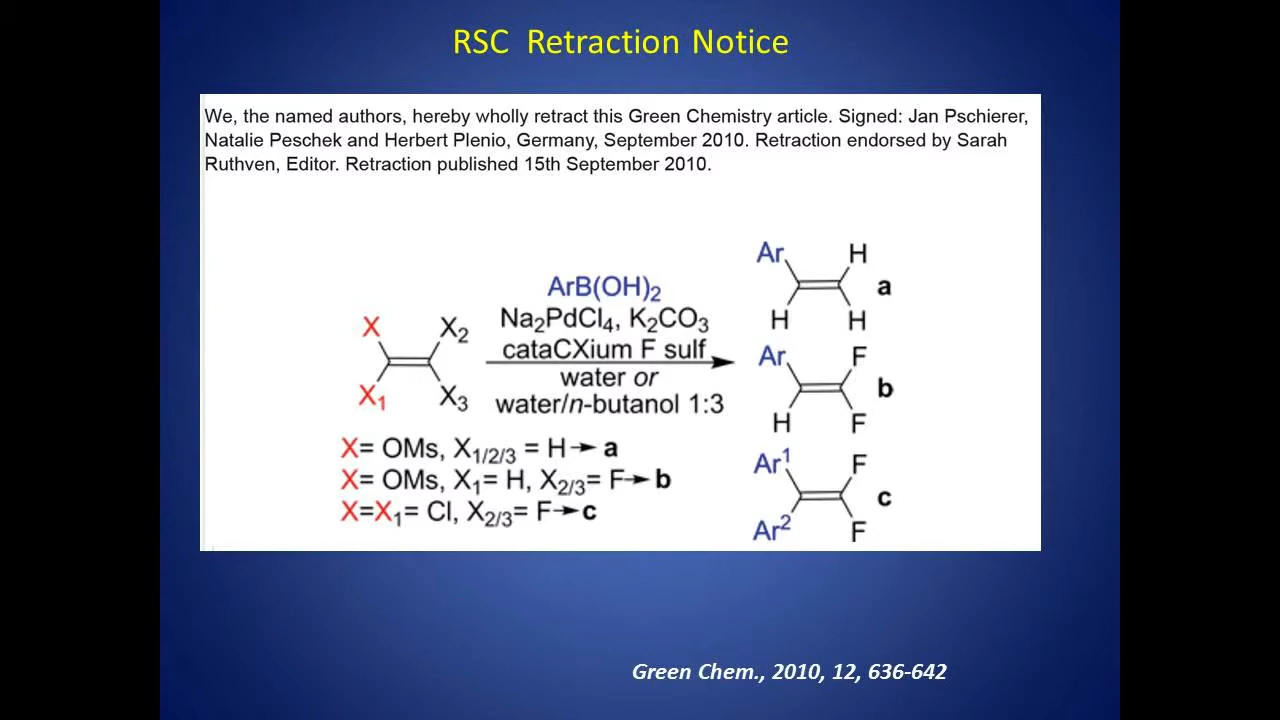 RSC  Retraction Notice
We, the named authors, hereby wholly retract this Green Chemistry article. Signed: Jan Pschierer,
Natalie Peschek and Herbert Plenio, Germany, September 2010. Retraction endorsed by Sarah
Ruthven, Editor. Retraction published 15th September 2010.
X X₂
X₁ X₃
ArB(OH)₂
Na₂PdCl₄, K₂CO₃
cataCXium F sulf
water or
water/n-butanol 1:3
X= OMs, X₁/₂/₃ = H→ a
X= OMs, X₁= H, X₂/₃= F→ b
X=X₁= Cl, X₂/₃= F→ c
Ar H
a
H H
Ar F
b
H F
Ar¹ F
c
Ar² F
Green Chem., 2010, 12, 636-642